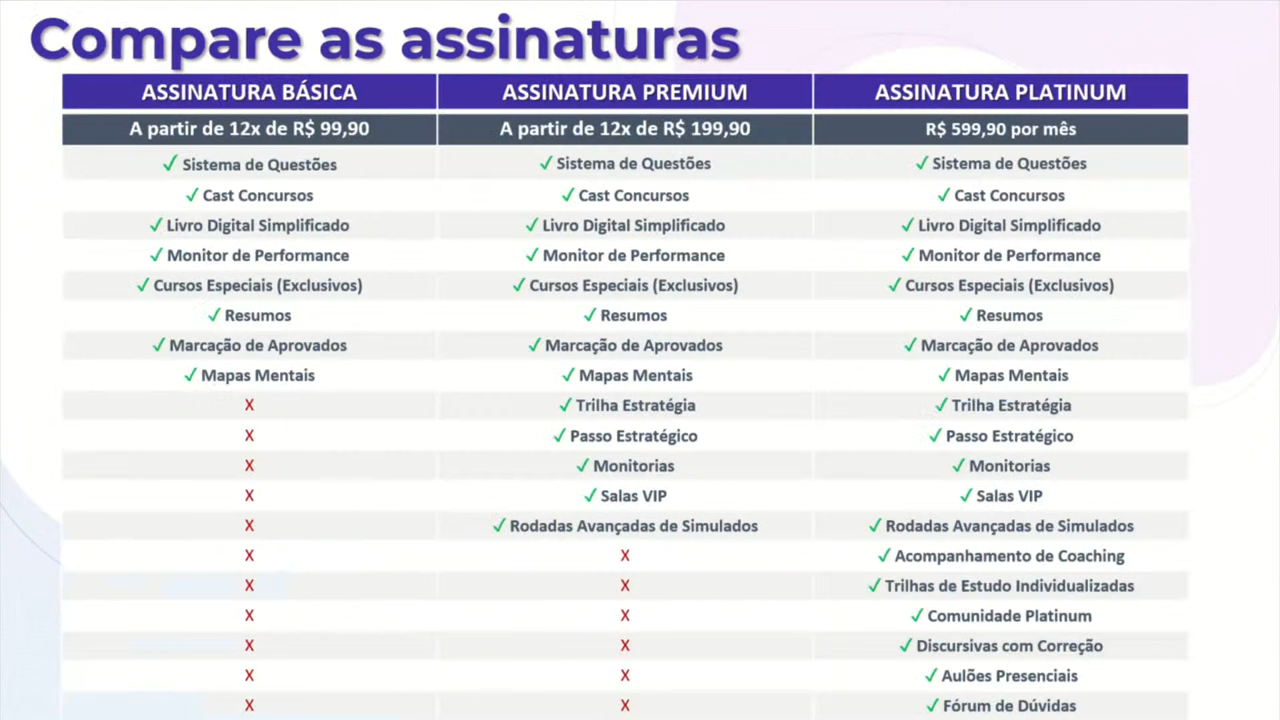 Compare as assinaturas
ASSINATURA BÁSICA ASSINATURA PREMIUM ASSINATURA PLATINUM
A partir de 12x de R$ 99,90 A partir de 12x de R$ 199,90 R$ 599,90 por mês
✓ Sistema de Questões ✓ Sistema de Questões ✓ Sistema de Questões
✓ Cast Concursos ✓ Cast Concursos ✓ Cast Concursos
✓ Livro Digital Simplificado ✓ Livro Digital Simplificado ✓ Livro Digital Simplificado
✓ Monitor de Performance ✓ Monitor de Performance ✓ Monitor de Performance
✓ Cursos Especiais (Exclusivos) ✓ Cursos Especiais (Exclusivos) ✓ Cursos Especiais (Exclusivos)
✓ Resumos ✓ Resumos ✓ Resumos
✓ Marcação de Aprovados ✓ Marcação de Aprovados ✓ Marcação de Aprovados
✓ Mapas Mentais ✓ Mapas Mentais ✓ Mapas Mentais
X ✓ Trilha Estratégia ✓ Trilha Estratégia
X ✓ Passo Estratégico ✓ Passo Estratégico
X ✓ Monitorias ✓ Monitorias
X ✓ Salas VIP ✓ Salas VIP
X ✓ Rodadas Avançadas de Simulados ✓ Rodadas Avançadas de Simulados
X X ✓ Acompanhamento de Coaching
X X ✓ Trilhas de Estudo Individualizadas
X X ✓ Comunidade Platinum
X X ✓ Discursivas com Correção
X X ✓ Aulões Presenciais
X X ✓ Fórum de Dúvidas